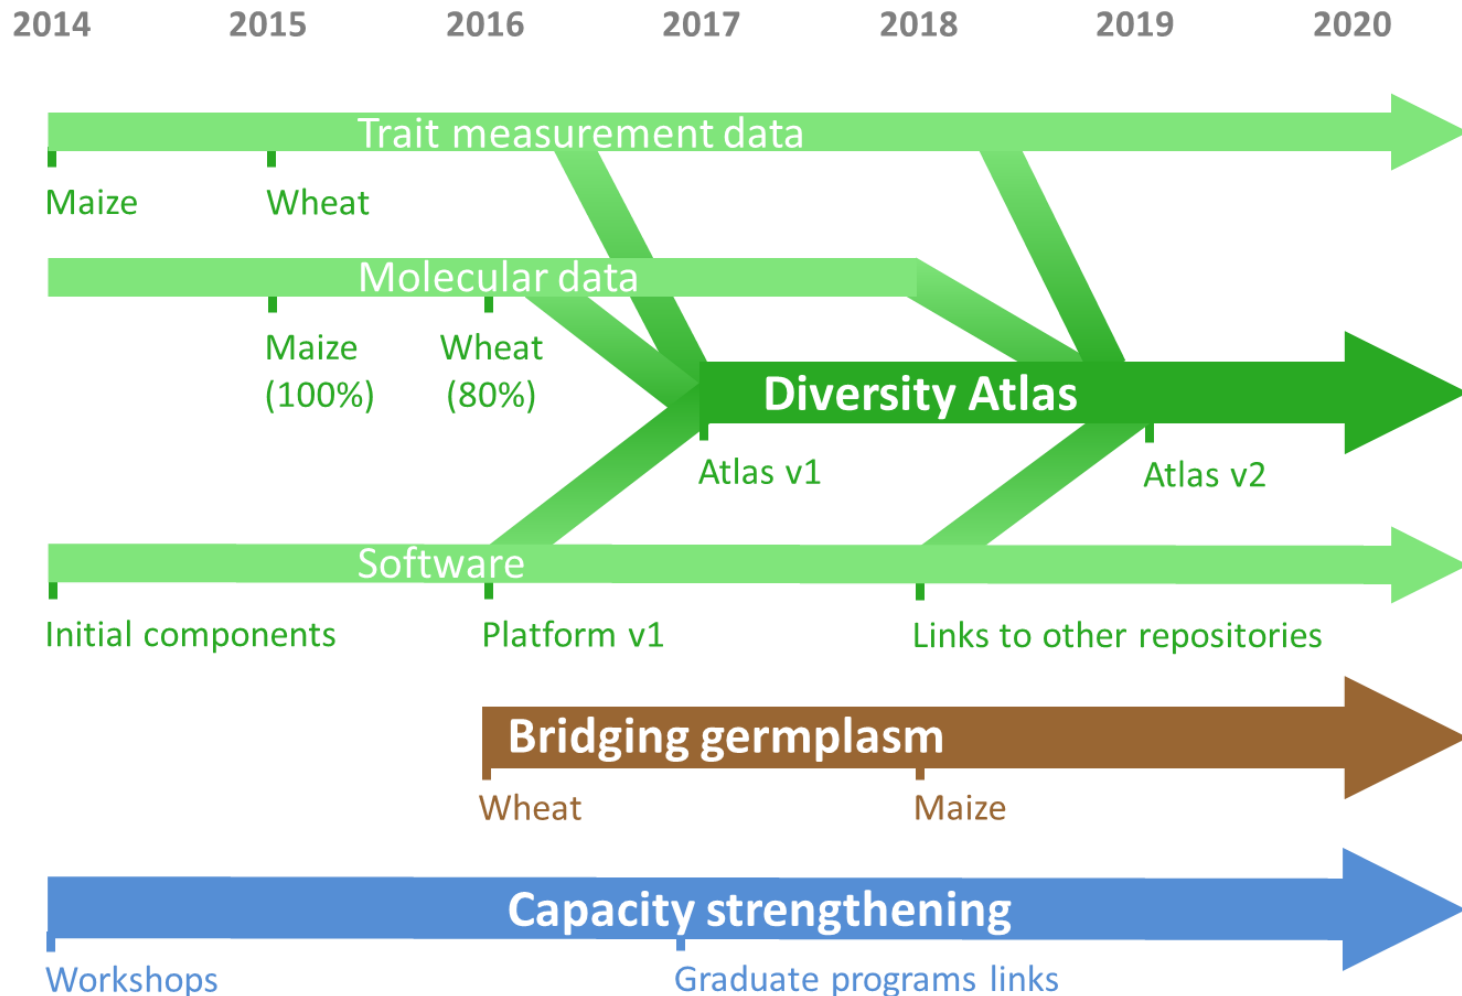 2014 2015 2016 2017 2018 2019 2020
Trait measurement data
Maize Wheat
Molecular data
Maize Wheat
(100%) (80%)
Diversity Atlas
Atlas v1 Atlas v2
Software
Initial components Platform v1 Links to other repositories
Bridging germplasm
Wheat Maize
Capacity strengthening
Workshops Graduate programs links